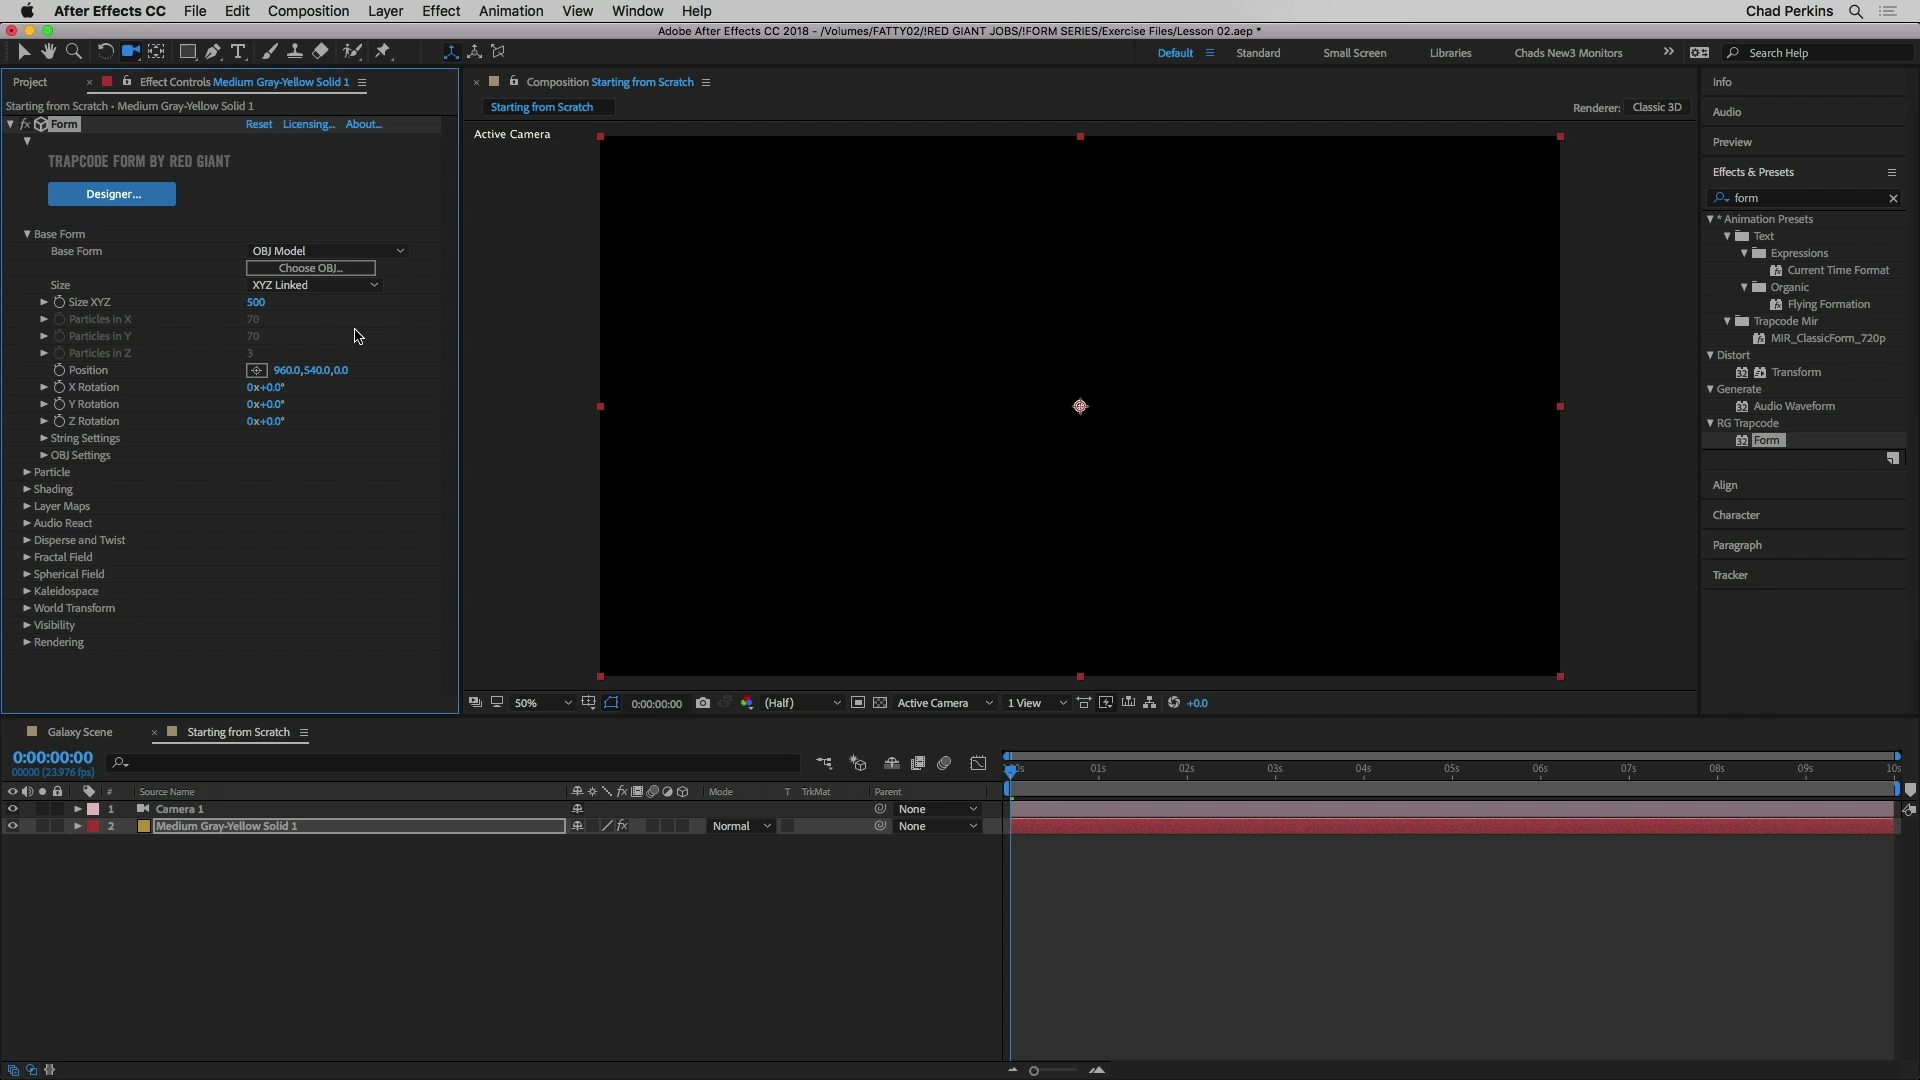 After Effects CC File Edit Composition Layer Effect Animation View Window Help Chad Perkins
Adobe After Effects CC 2018 - /Volumes/FATTY02/!RED GIANT JOBS/!FORM SERIES/Exercise Files/Lesson 02.aep *
Default Standard Small Screen Libraries Chads New3 Monitors Search Help
Project Effect Controls Medium Gray-Yellow Solid 1
Starting from Scratch • Medium Gray-Yellow Solid 1
fx Form Reset Licensing... About...
TRAPCODE FORM BY RED GIANT
Designer...
Base Form
Base Form OBJ Model
Choose OBJ...
Size XYZ Linked
Size XYZ 500
Particles in X 70
Particles in Y 70
Particles in Z 3
Position 960.0,540.0,0.0
X Rotation 0x+0.0°
Y Rotation 0x+0.0°
Z Rotation 0x+0.0°
String Settings
OBJ Settings
Particle
Shading
Layer Maps
Audio React
Disperse and Twist
Fractal Field
Spherical Field
Kaleidospace
World Transform
Visibility
Rendering
Composition Starting from Scratch
Starting from Scratch Renderer: Classic 3D
Active Camera
50% 0:00:00:00 (Half) Active Camera 1 View +0.0
Info
Audio
Preview
Effects & Presets
form
* Animation Presets
Text
Expressions
Current Time Format
Organic
Flying Formation
Trapcode Mir
MIR_ClassicForm_720p
Distort
32 Transform
Generate
32 Audio Waveform
RG Trapcode
32 Form
Align
Character
Paragraph
Tracker
Galaxy Scene Starting from Scratch
0:00:00:00
00000 (23.976 fps)
01s 02s 03s 04s 05s 06s 07s 08s 09s 10s
# Source Name fx Mode T TrkMat Parent
1 Camera 1 None
2 Medium Gray-Yellow Solid 1 fx Normal None